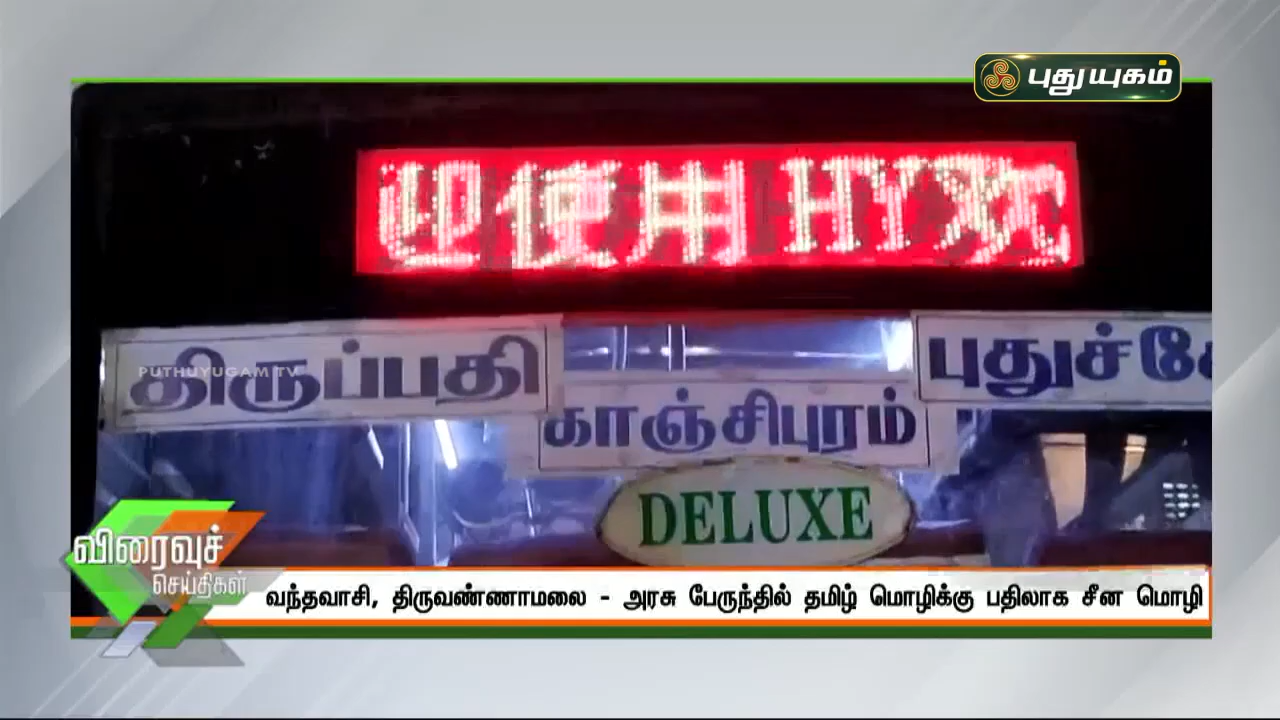 புதுயுகம்
திருப்பதி
PUTHUYUGAM TV
புதுச்சே
காஞ்சிபுரம்
DELUXE
விரைவுச்
செய்திகள்
வந்தவாசி, திருவண்ணாமலை - அரசு பேருந்தில் தமிழ் மொழிக்கு பதிலாக சீன மொழி